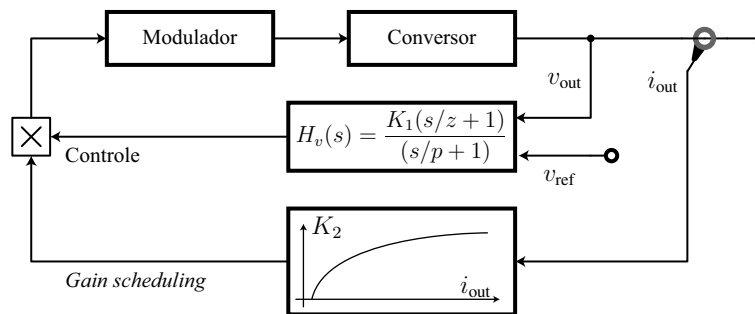 Modulador
Conversor
v_out
i_out
H_v(s) = K_1(s/z + 1) / (s/p + 1)
×
Controle
v_ref
K_2
i_out
Gain scheduling